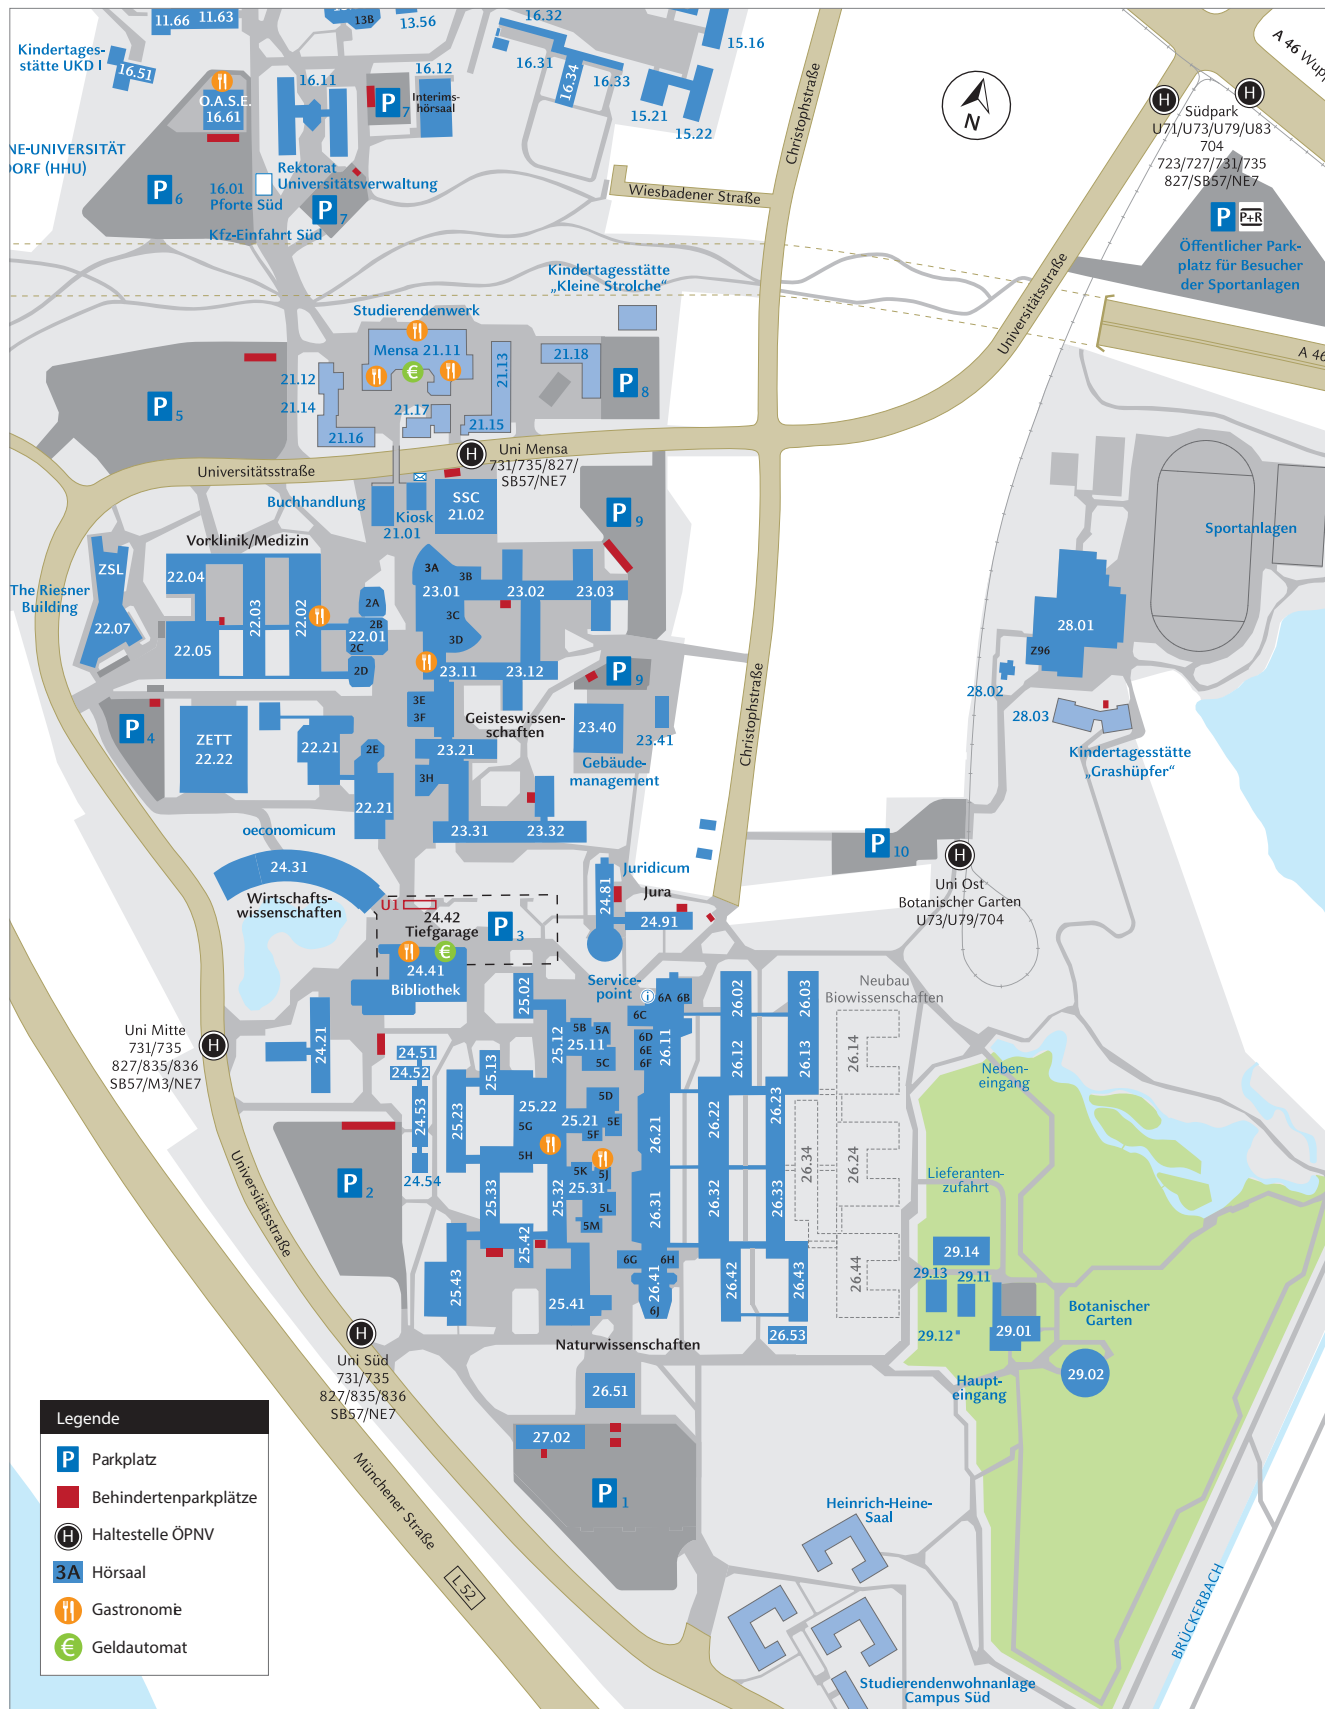 11.66
11.63
13B
13.56
16.32
15.16
A 46 Wupp
Kindertages-
stätte UKD I
16.51
O.A.S.E.
16.61
16.11
16.12
Interims-
hörsaal
P 7
16.31
16.34
16.33
15.21
15.22
Christophstraße
N
H
H
Südpark
U71/U73/U79/U83
704
723/727/731/735
827/SB57/NE7
P P+R
Öffentlicher Park-
platz für Besucher
der Sportanlagen
NE-UNIVERSITÄT
DORF (HHU)
P 6
16.01
Pforte Süd
Rektorat
Universitätsverwaltung
P 7
Kfz-Einfahrt Süd
Wiesbadener Straße
Universitätsstraße
A 46
Kindertagesstätte
„Kleine Strolche“
Studierendenwerk
Mensa 21.11
€
21.12
21.14
21.16
21.17
21.13
21.15
21.18
P 8
P 5
Universitätsstraße
H
Uni Mensa
731/735/827/
SB57/NE7
Buchhandlung
Kiosk
21.01
SSC
21.02
P 9
Sportanlagen
Vorklinik/Medizin
ZSL
The Riesner
Building
22.07
22.04
22.03
22.02
22.05
2A
2B
22.01
2C
2D
3A
3B
23.01
23.02
23.03
3C
3D
23.11
23.12
P 9
28.01
Z96
28.02
28.03
Kindertagesstätte
„Grashüpfer“
P 4
ZETT
22.22
22.21
2E
22.21
3E
3F
Geisteswissen-
schaften
23.21
3H
23.31
23.32
23.40
23.41
Gebäude-
management
Christophstraße
P 10
H
Uni Ost
Botanischer Garten
U73/U79/704
oeconomicum
24.31
Wirtschafts-
wissenschaften
U1
24.42
Tiefgarage
P 3
€
24.41
Bibliothek
24.81
Juridicum
Jura
24.91
Service-
point
i
Uni Mitte
731/735
827/835/836
SB57/M3/NE7
H
24.21
24.51
24.52
24.53
24.54
25.02
25.12
25.13
25.23
25.22
5B
5A
25.11
5C
5D
25.21
5E
5F
5G
5H
25.33
25.32
5K
5J
25.31
5L
5M
25.42
25.43
25.41
6A
6B
6C
6D
6E
6F
26.11
26.21
26.31
6G
6H
26.41
6J
26.02
26.03
26.12
26.13
26.22
26.23
26.32
26.33
26.42
26.43
26.53
Neubau
Biowissenschaften
26.14
26.24
26.34
26.44
Neben-
eingang
Lieferanten-
zufahrt
29.14
29.13
29.11
29.12
29.01
29.02
Botanischer
Garten
Haupt-
eingang
P 2
Universitätsstraße
H
Uni Süd
731/735
827/835/836
SB57/NE7
Naturwissenschaften
26.51
27.02
P 1
Münchener Straße
L 52
Heinrich-Heine-
Saal
Studierendenwohnanlage
Campus Süd
BRÜCKERBACH
Legende
P Parkplatz
Behindertenparkplätze
H Haltestelle ÖPNV
3A Hörsaal
Gastronomie
€ Geldautomat